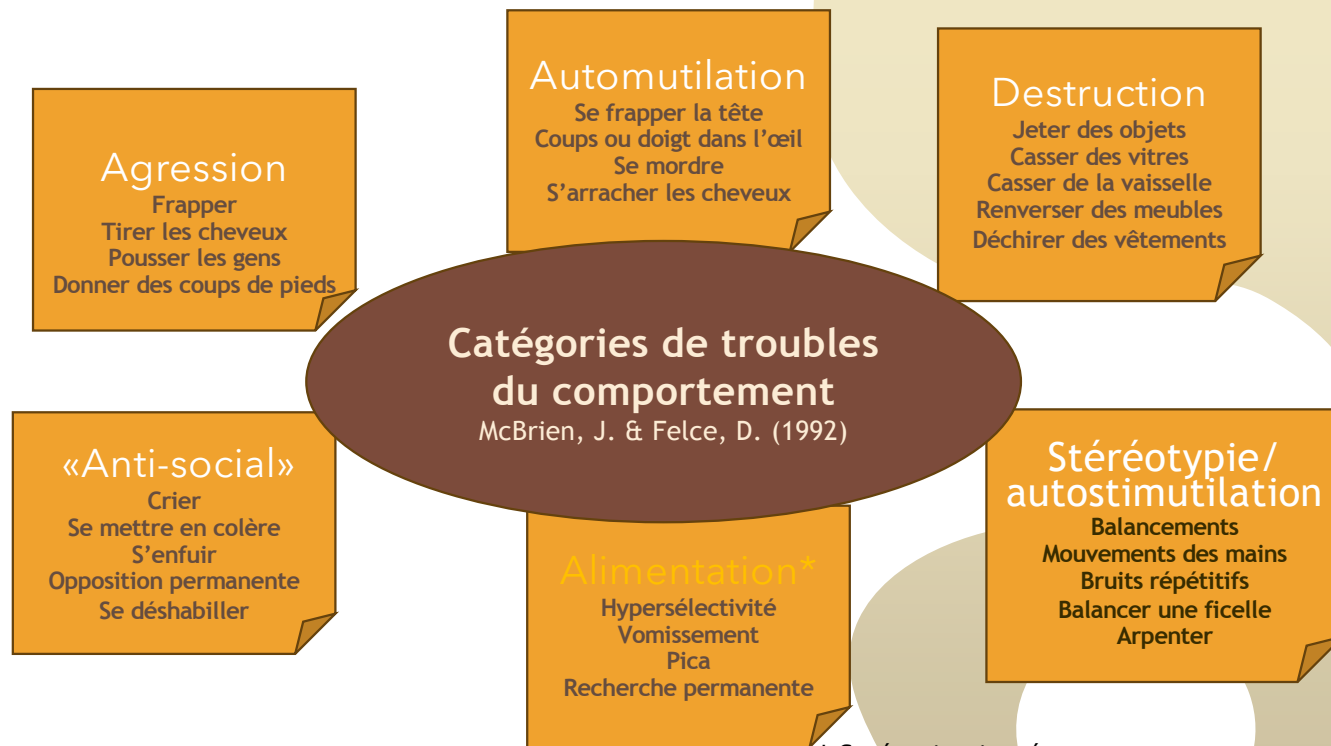 Automutilation
Se frapper la tête
Coups ou doigt dans l’œil
Se mordre
S’arracher les cheveux
Destruction
Jeter des objets
Casser des vitres
Casser de la vaisselle
Renverser des meubles
Déchirer des vêtements
Agression
Frapper
Tirer les cheveux
Pousser les gens
Donner des coups de pieds
Catégories de troubles
du comportement
McBrien, J. & Felce, D. (1992)
«Anti-social»
Crier
Se mettre en colère
S’enfuir
Opposition permanente
Se déshabiller
Alimentation*
Hypersélectivité
Vomissement
Pica
Recherche permanente
Stéréotypie/
autostimutilation
Balancements
Mouvements des mains
Bruits répétitifs
Balancer une ficelle
Arpenter